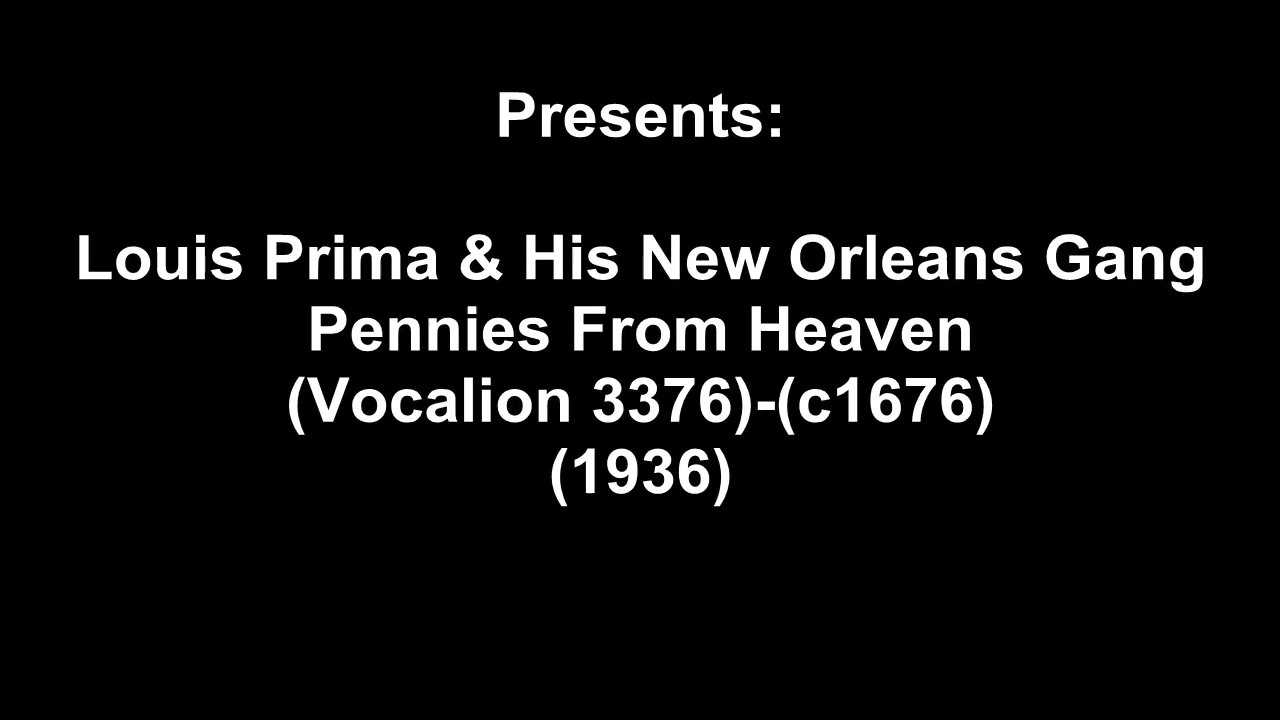 Presents:
Louis Prima & His New Orleans Gang
Pennies From Heaven
(Vocalion 3376)-(c1676)
(1936)